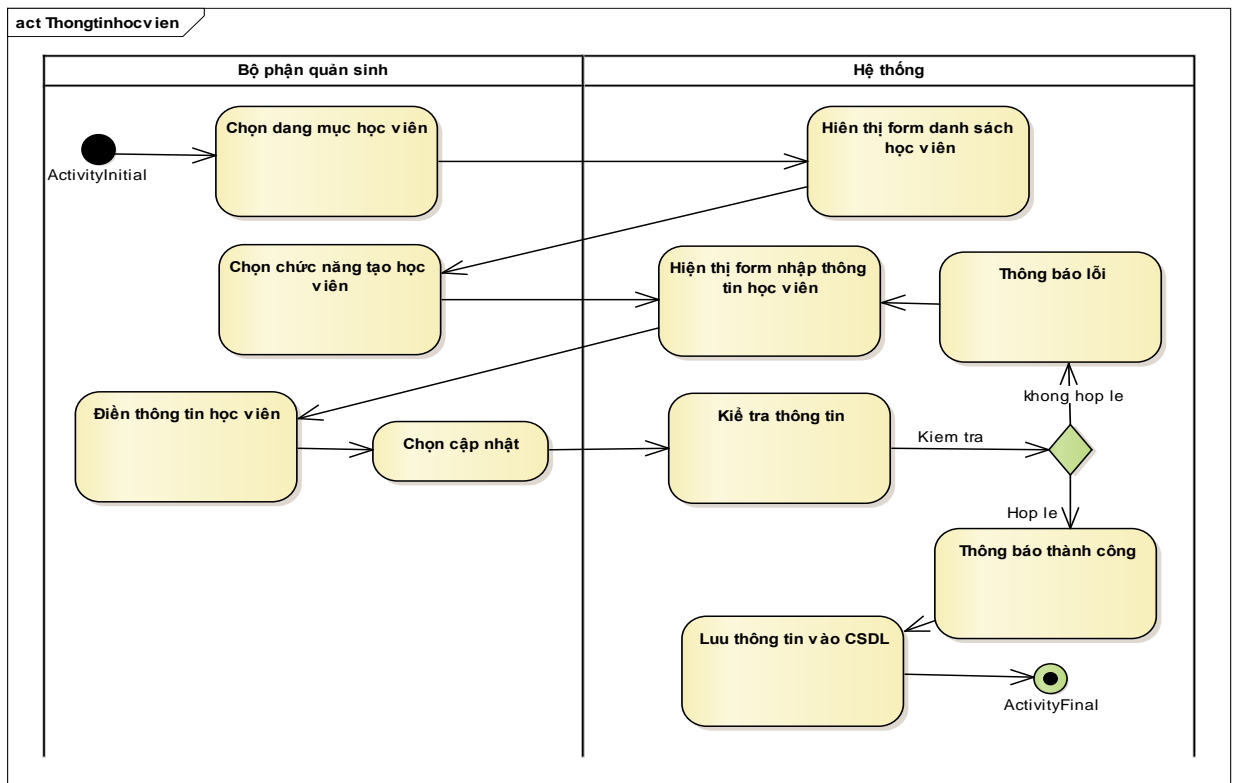 act Thongtinhocvien
Bộ phận quản sinh
Hệ thống
ActivityInitial
Chọn dang mục học viên
Hiên thị form danh sách
học viên
Chọn chức năng tạo học
viên
Hiện thị form nhập thông
tin học viên
Thông báo lỗi
khong hop le
Điền thông tin học viên
Chọn cập nhật
Kiể tra thông tin
Kiem tra
Hop le
Thông báo thành công
Luu thông tin vào CSDL
ActivityFinal